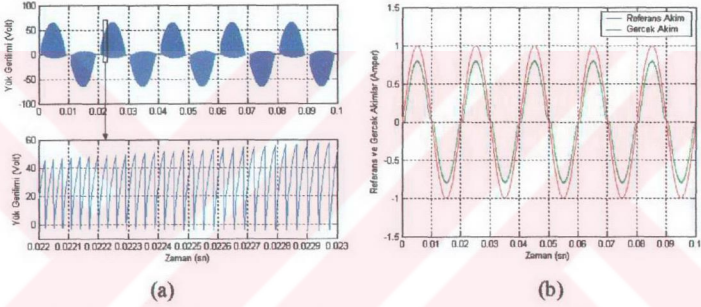 100
50
0
-50
-100
Yük Gerilimi (Volt)
0 0.01 0.02 0.03 0.04 0.05 0.06 0.07 0.08 0.09 0.1
60
40
20
0
Yük Gerilimi (Volt)
0.022 0.0221 0.0222 0.0223 0.0224 0.0225 0.0226 0.0227 0.0228 0.0229 0.023
Zaman (sn)
(a)
1.5
1
0.5
0
-0.5
-1
-1.5
Referans ve Gercek Akimlar (Amper)
Referans Akim
Gercek Akim
0 0.01 0.02 0.03 0.04 0.05 0.06 0.07 0.08 0.09 0.1
Zaman (sn)
(b)